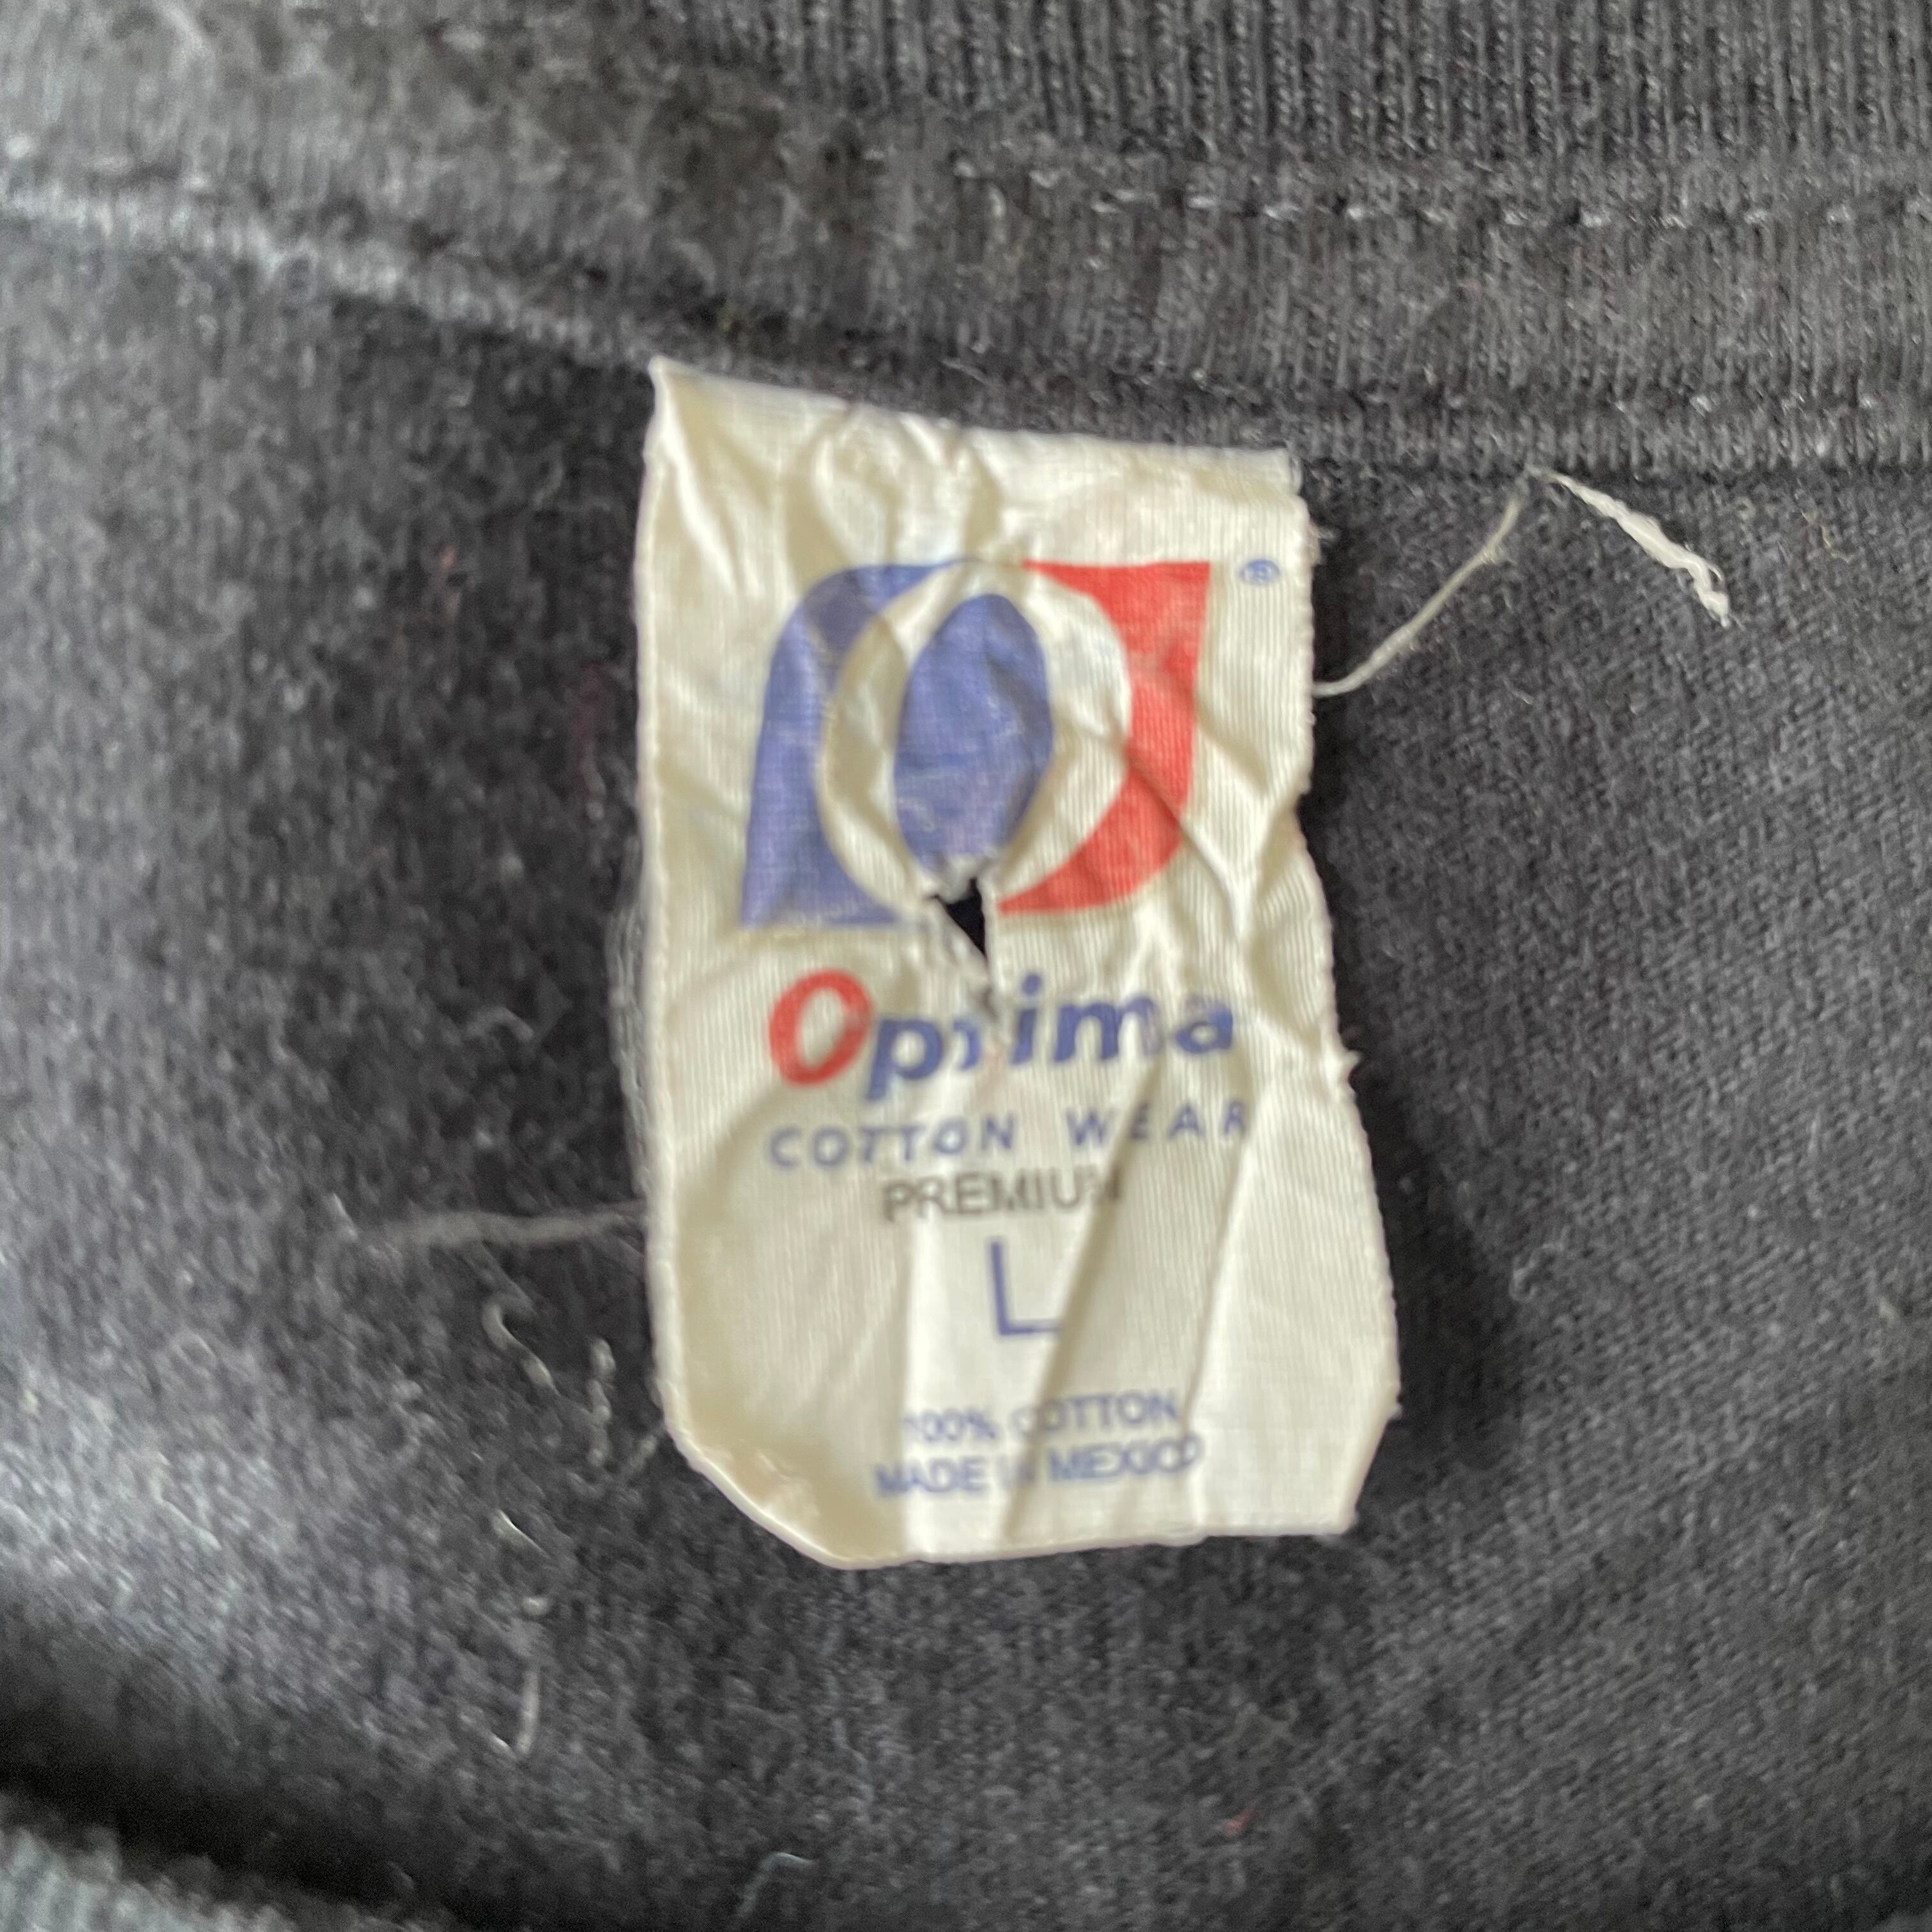 ®
Optima
COTTON WEAR
PREMIUM
L
100% COTTON
MADE IN MEXICO